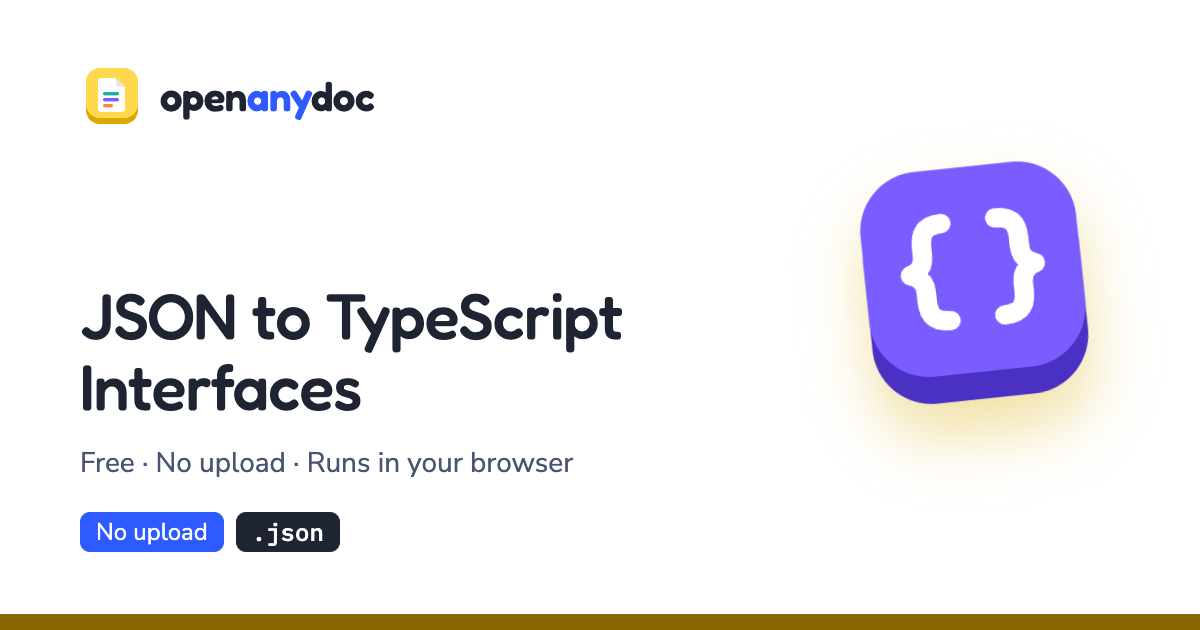 openanydoc
JSON to TypeScript
Interfaces
Free · No upload · Runs in your browser
No upload .json